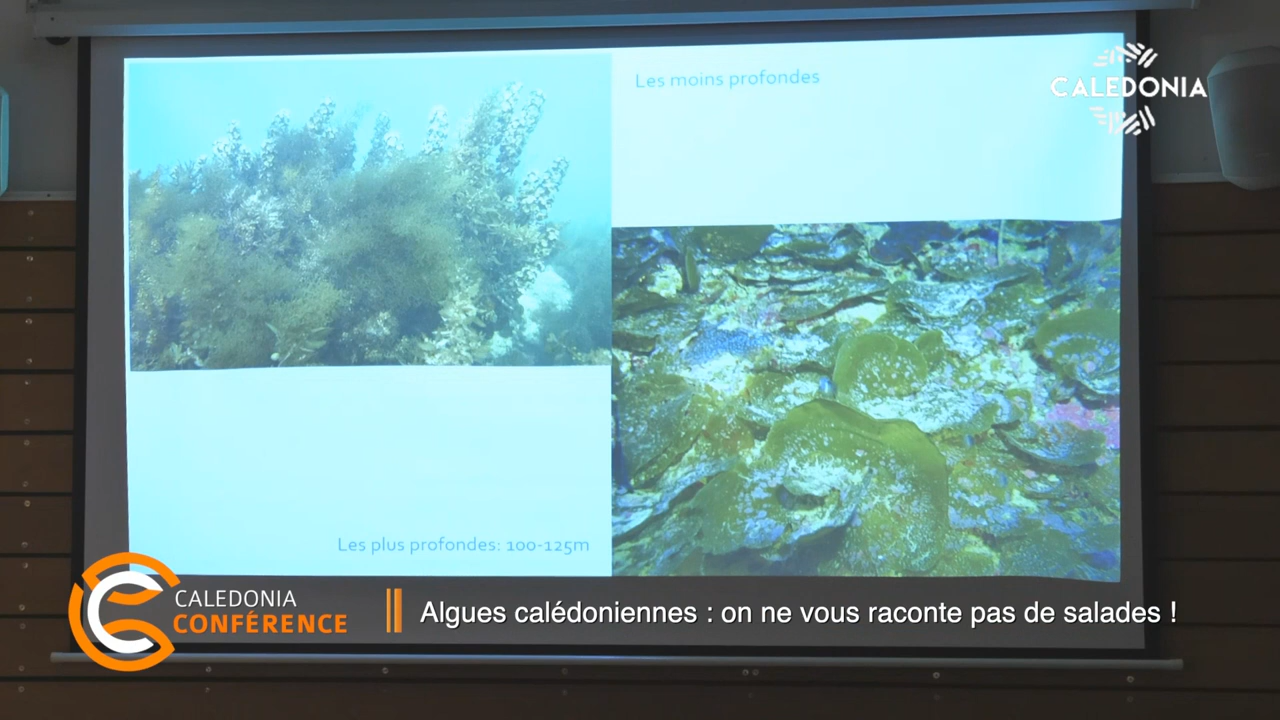 Les moins profondes
CALEDONIA
Les plus profondes: 100-125m
CALEDONIA
CONFÉRENCE
Algues calédoniennes : on ne vous raconte pas de salades !